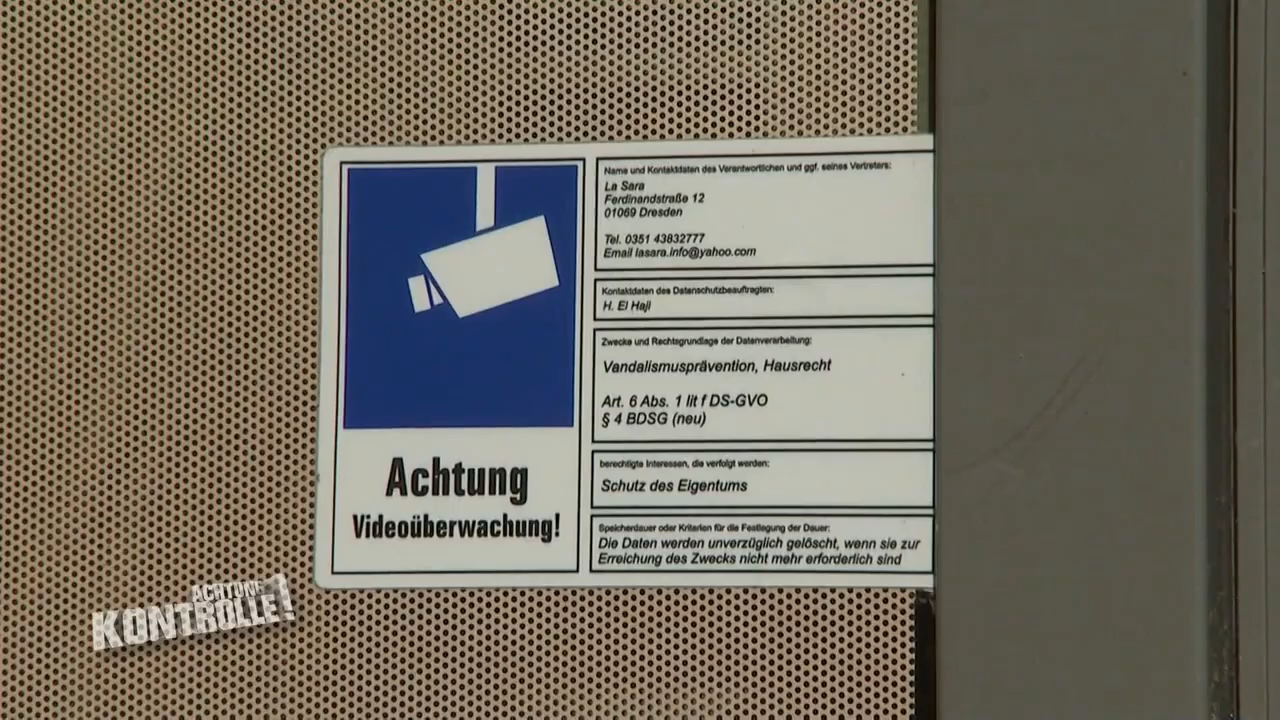 Achtung
Videoüberwachung!
Name und Kontaktdaten des Verantwortlichen und ggf. seines Vertreters:
La Sara
Ferdinandstraße 12
01069 Dresden
Tel. 0351 43832777
Email lasara.info@yahoo.com
Kontaktdaten des Datenschutzbeauftragten:
H. El Haji
Zwecke und Rechtsgrundlage der Datenverarbeitung:
Vandalismusprävention, Hausrecht
Art. 6 Abs. 1 lit f DS-GVO
§ 4 BDSG (neu)
berechtigte Interessen, die verfolgt werden:
Schutz des Eigentums
Speicherdauer oder Kriterien für die Festlegung der Dauer:
Die Daten werden unverzüglich gelöscht, wenn sie zur
Erreichung des Zwecks nicht mehr erforderlich sind
ACHTUNG
KONTROLLE!